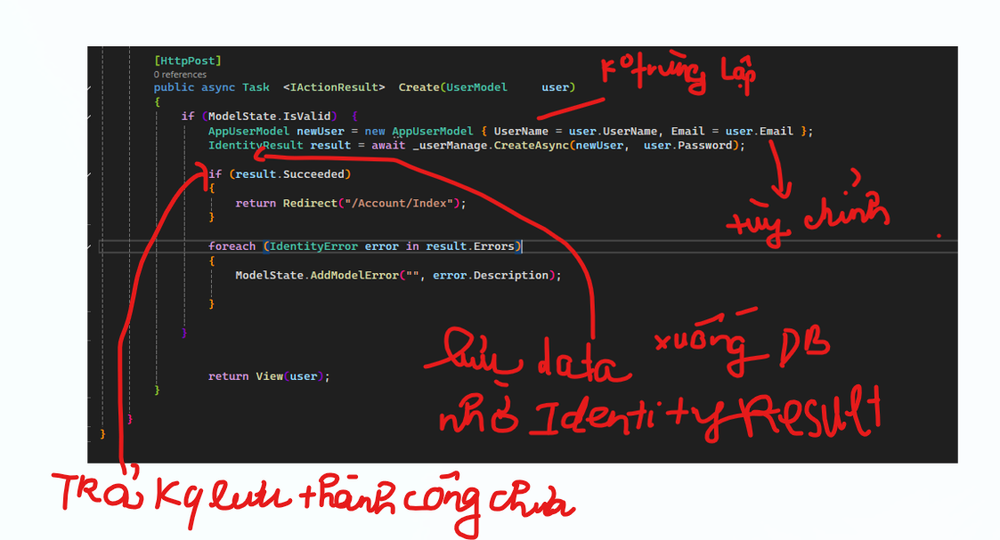 [HttpPost]
0 references
public async Task <IActionResult> Create(UserModel user)
{
if (ModelState.IsValid) {
AppUserModel newUser = new AppUserModel { UserName = user.UserName, Email = user.Email };
IdentityResult result = await _userManage.CreateAsync(newUser, user.Password);
if (result.Succeeded)
{
return Redirect("/Account/Index");
}
foreach (IdentityError error in result.Errors)
{
ModelState.AddModelError("", error.Description);
}
}
return View(user);
}
}
}
Ko trùng lặp
tùy chỉnh
lưu data xuống DB
nhờ Identity Result
Trả Kq lưu thành công chưa